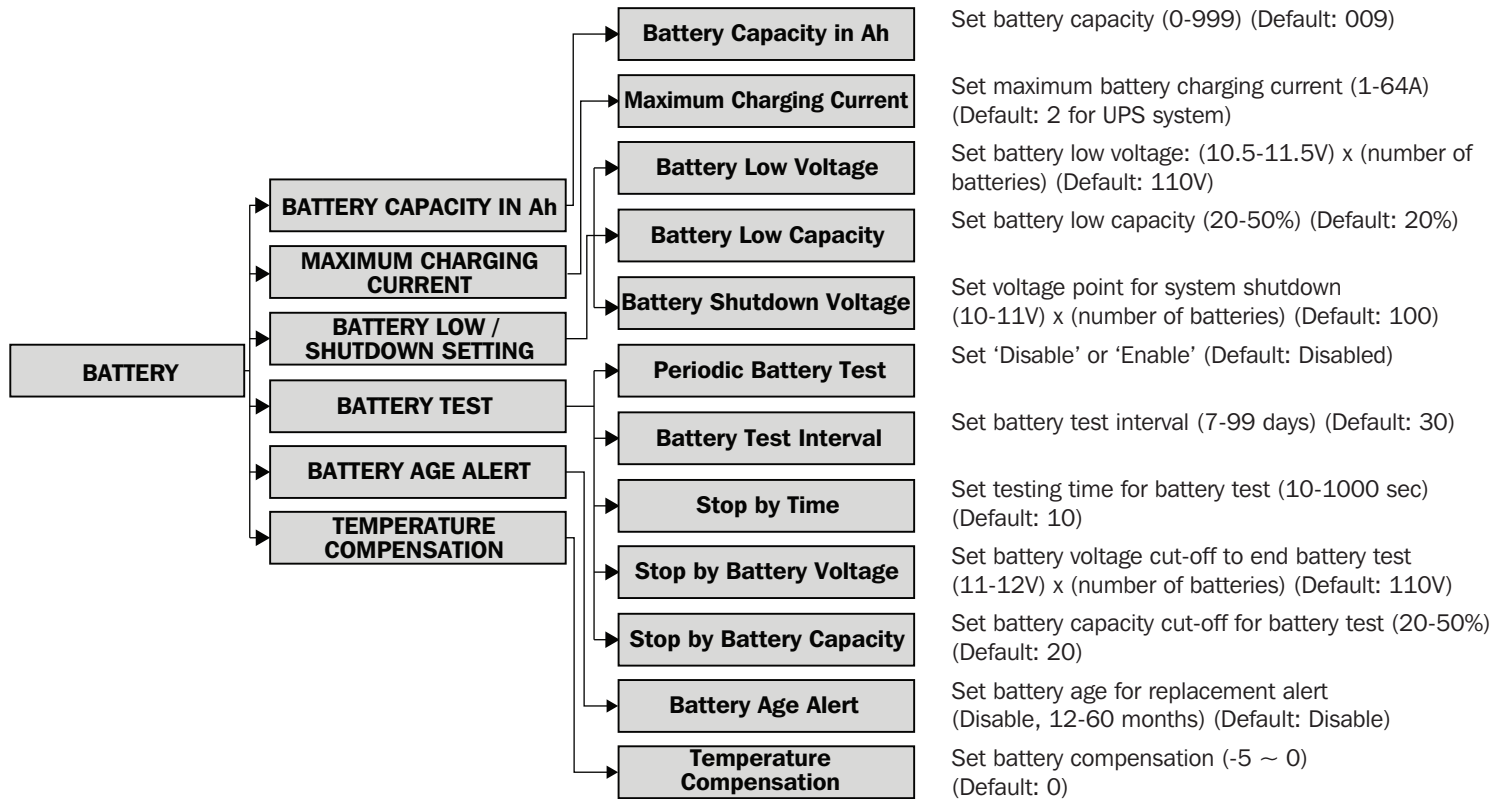 BATTERY
BATTERY CAPACITY IN Ah
MAXIMUM CHARGING
CURRENT
BATTERY LOW /
SHUTDOWN SETTING
BATTERY TEST
BATTERY AGE ALERT
TEMPERATURE
COMPENSATION
Battery Capacity in Ah
Set battery capacity (0-999) (Default: 009)
Maximum Charging Current
Set maximum battery charging current (1-64A)
(Default: 2 for UPS system)
Battery Low Voltage
Set battery low voltage: (10.5-11.5V) x (number of
batteries) (Default: 110V)
Battery Low Capacity
Set battery low capacity (20-50%) (Default: 20%)
Battery Shutdown Voltage
Set voltage point for system shutdown
(10-11V) x (number of batteries) (Default: 100)
Periodic Battery Test
Set ‘Disable’ or ‘Enable’ (Default: Disabled)
Battery Test Interval
Set battery test interval (7-99 days) (Default: 30)
Stop by Time
Set testing time for battery test (10-1000 sec)
(Default: 10)
Stop by Battery Voltage
Set battery voltage cut-off to end battery test
(11-12V) x (number of batteries) (Default: 110V)
Stop by Battery Capacity
Set battery capacity cut-off for battery test (20-50%)
(Default: 20)
Battery Age Alert
Set battery age for replacement alert
(Disable, 12-60 months) (Default: Disable)
Temperature
Compensation
Set battery compensation (-5 ~ 0)
(Default: 0)